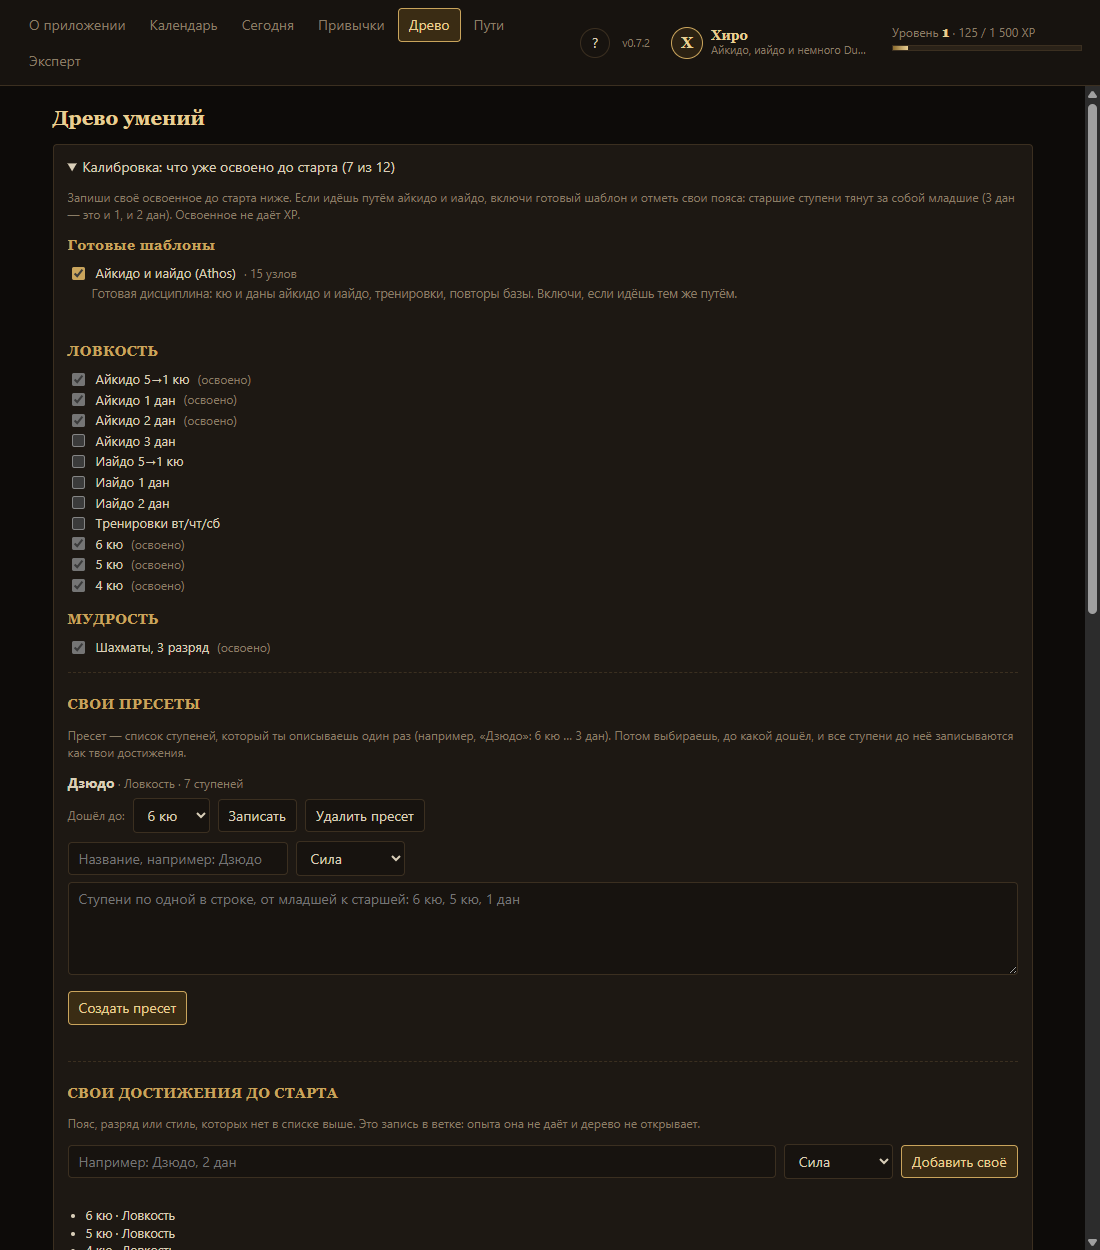 О приложении Календарь Сегодня Привычки Древо Пути
Эксперт
? v0.7.2
Х Хиро
Айкидо, иайдо и немного Du...
Уровень 1 · 125 / 1 500 XP
Древо умений
▼ Калибровка: что уже освоено до старта (7 из 12)
Запиши своё освоенное до старта ниже. Если идёшь путём айкидо и иайдо, включи готовый шаблон и отметь свои пояса: старшие ступени тянут за собой младшие (3 дан
— это и 1, и 2 дан). Освоенное не даёт XP.
Готовые шаблоны
Айкидо и иайдо (Athos) · 15 узлов
Готовая дисциплина: кю и даны айкидо и иайдо, тренировки, повторы базы. Включи, если идёшь тем же путём.
ЛОВКОСТЬ
Айкидо 5→1 кю (освоено)
Айкидо 1 дан (освоено)
Айкидо 2 дан (освоено)
Айкидо 3 дан
Иайдо 5→1 кю
Иайдо 1 дан
Иайдо 2 дан
Тренировки вт/чт/сб
6 кю (освоено)
5 кю (освоено)
4 кю (освоено)
МУДРОСТЬ
Шахматы, 3 разряд (освоено)
СВОИ ПРЕСЕТЫ
Пресет — список ступеней, который ты описываешь один раз (например, «Дзюдо»: 6 кю ... 3 дан). Потом выбираешь, до какой дошёл, и все ступени до неё записываются
как твои достижения.
Дзюдо · Ловкость · 7 ступеней
Дошёл до: 6 кю Записать Удалить пресет
Название, например: Дзюдо Сила
Ступени по одной в строке, от младшей к старшей: 6 кю, 5 кю, 1 дан
Создать пресет
СВОИ ДОСТИЖЕНИЯ ДО СТАРТА
Пояс, разряд или стиль, которых нет в списке выше. Это запись в ветке: опыта она не даёт и дерево не открывает.
Например: Дзюдо, 2 дан Сила Добавить своё
• 6 кю · Ловкость
• 5 кю · Ловкость
• 4 кю · Ловкость